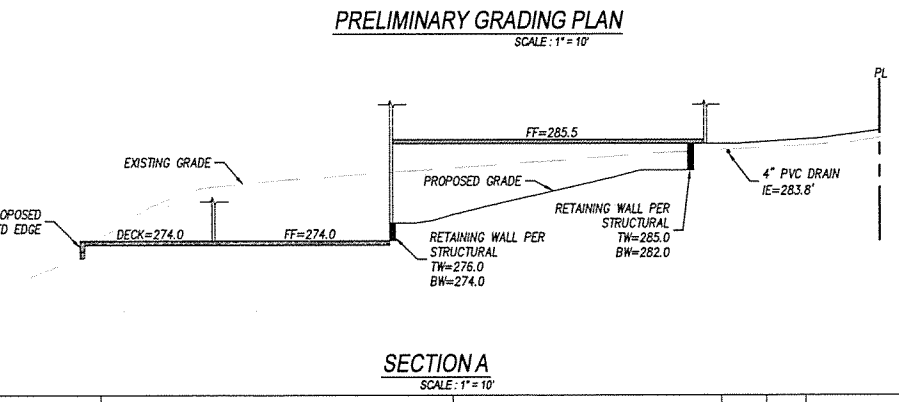 PRELIMINARY GRADING PLAN
SCALE : 1" = 10'
PL
FF=285.5
EXISTING GRADE
4" PVC DRAIN
IE=283.8'
PROPOSED GRADE
RETAINING WALL PER
STRUCTURAL
TW=285.0
BW=282.0
OPOSED
ED EDGE
DECK=274.0
FF=274.0
RETAINING WALL PER
STRUCTURAL
TW=276.0
BW=274.0
SECTION A
SCALE : 1" = 10'